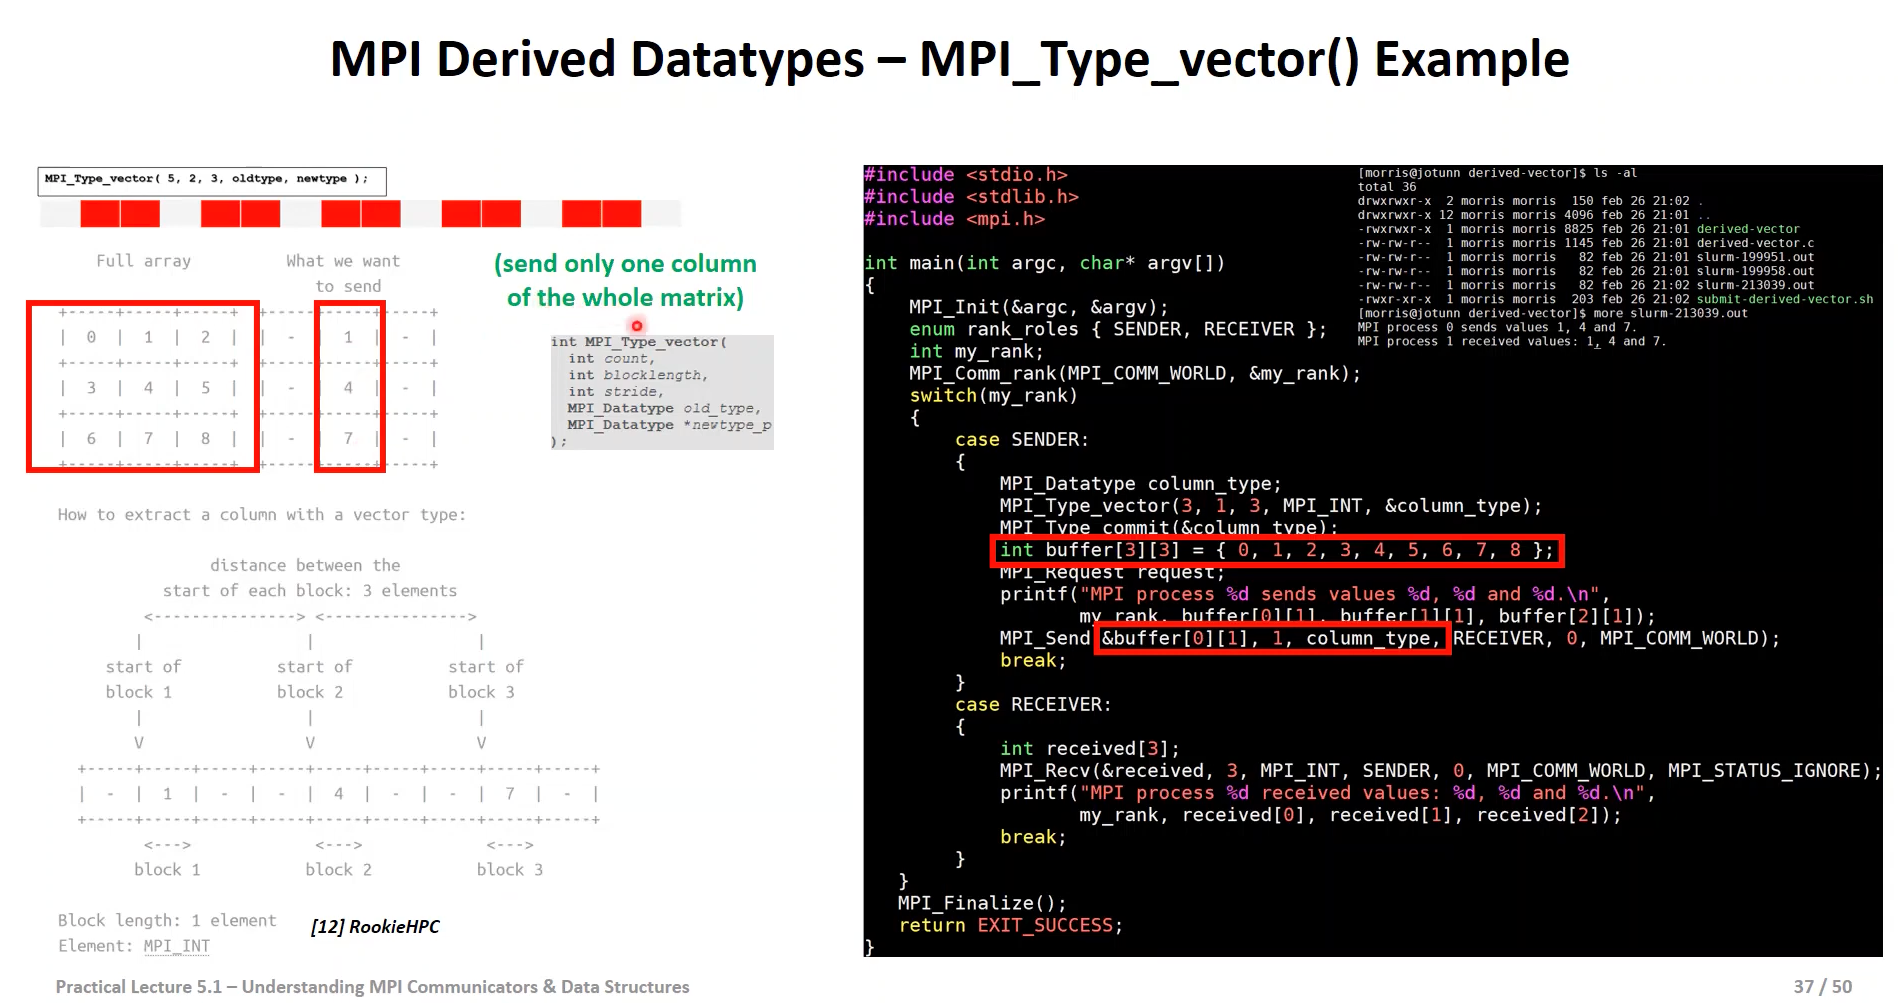 MPI Derived Datatypes – MPI_Type_vector() Example
MPI_Type_vector( 5, 2, 3, oldtype, newtype );
Full array
What we want
to send
+-----+-----+-----+ +-----+-----+-----+
| 0 | 1 | 2 | | - | 1 | - |
+-----+-----+-----+ +-----+-----+-----+
| 3 | 4 | 5 | | - | 4 | - |
+-----+-----+-----+ +-----+-----+-----+
| 6 | 7 | 8 | | - | 7 | - |
+-----+-----+-----+ +-----+-----+-----+
(send only one column
of the whole matrix)
int MPI_Type_vector(
int count,
int blocklength,
int stride,
MPI_Datatype old_type,
MPI_Datatype *newtype_p
);
How to extract a column with a vector type:
distance between the
start of each block: 3 elements
<---------------> <--------------->
| | |
start of start of start of
block 1 block 2 block 3
| | |
V V V
+-----+-----+-----+-----+-----+-----+-----+-----+-----+
| - | 1 | - | - | 4 | - | - | 7 | - |
+-----+-----+-----+-----+-----+-----+-----+-----+-----+
<---> <---> <--->
block 1 block 2 block 3
Block length: 1 element
Element: MPI_INT
[12] RookieHPC
#include <stdio.h>
#include <stdlib.h>
#include <mpi.h>
int main(int argc, char* argv[])
{
MPI_Init(&argc, &argv);
enum rank_roles { SENDER, RECEIVER };
int my_rank;
MPI_Comm_rank(MPI_COMM_WORLD, &my_rank);
switch(my_rank)
{
case SENDER:
{
MPI_Datatype column_type;
MPI_Type_vector(3, 1, 3, MPI_INT, &column_type);
MPI_Type_commit(&column_type);
int buffer[3][3] = { 0, 1, 2, 3, 4, 5, 6, 7, 8 };
MPI_Request request;
printf("MPI process %d sends values %d, %d and %d.\n",
my_rank, buffer[0][1], buffer[1][1], buffer[2][1]);
MPI_Send(&buffer[0][1], 1, column_type, RECEIVER, 0, MPI_COMM_WORLD);
break;
}
case RECEIVER:
{
int received[3];
MPI_Recv(&received, 3, MPI_INT, SENDER, 0, MPI_COMM_WORLD, MPI_STATUS_IGNORE);
printf("MPI process %d received values: %d, %d and %d.\n",
my_rank, received[0], received[1], received[2]);
break;
}
}
MPI_Finalize();
return EXIT_SUCCESS;
}
[morris@jotunn derived-vector]$ ls -al
total 36
drwxrwxr-x 2 morris morris 150 feb 26 21:02 .
drwxrwxr-x 12 morris morris 4096 feb 26 21:01 ..
-rwxrwxr-x 1 morris morris 8825 feb 26 21:01 derived-vector
-rw-rw-r-- 1 morris morris 1145 feb 26 21:01 derived-vector.c
-rw-rw-r-- 1 morris morris 82 feb 26 21:01 slurm-199951.out
-rw-rw-r-- 1 morris morris 82 feb 26 21:01 slurm-199958.out
-rw-rw-r-- 1 morris morris 82 feb 26 21:02 slurm-213039.out
-rwxr-xr-x 1 morris morris 203 feb 26 21:02 submit-derived-vector.sh
[morris@jotunn derived-vector]$ more slurm-213039.out
MPI process 0 sends values 1, 4 and 7.
MPI process 1 received values: 1, 4 and 7.
Practical Lecture 5.1 – Understanding MPI Communicators & Data Structures
37 / 50